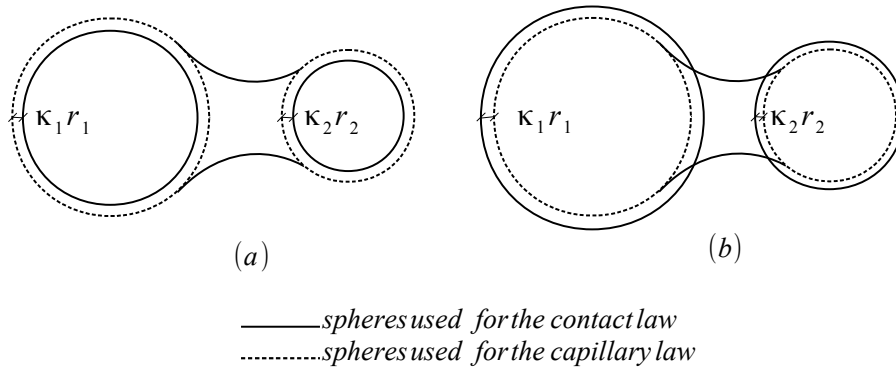 κ₁r₁ κ₂r₂ κ₁r₁ κ₂r₂
(a) (b)
spheres used for the contact law
spheres used for the capillary law